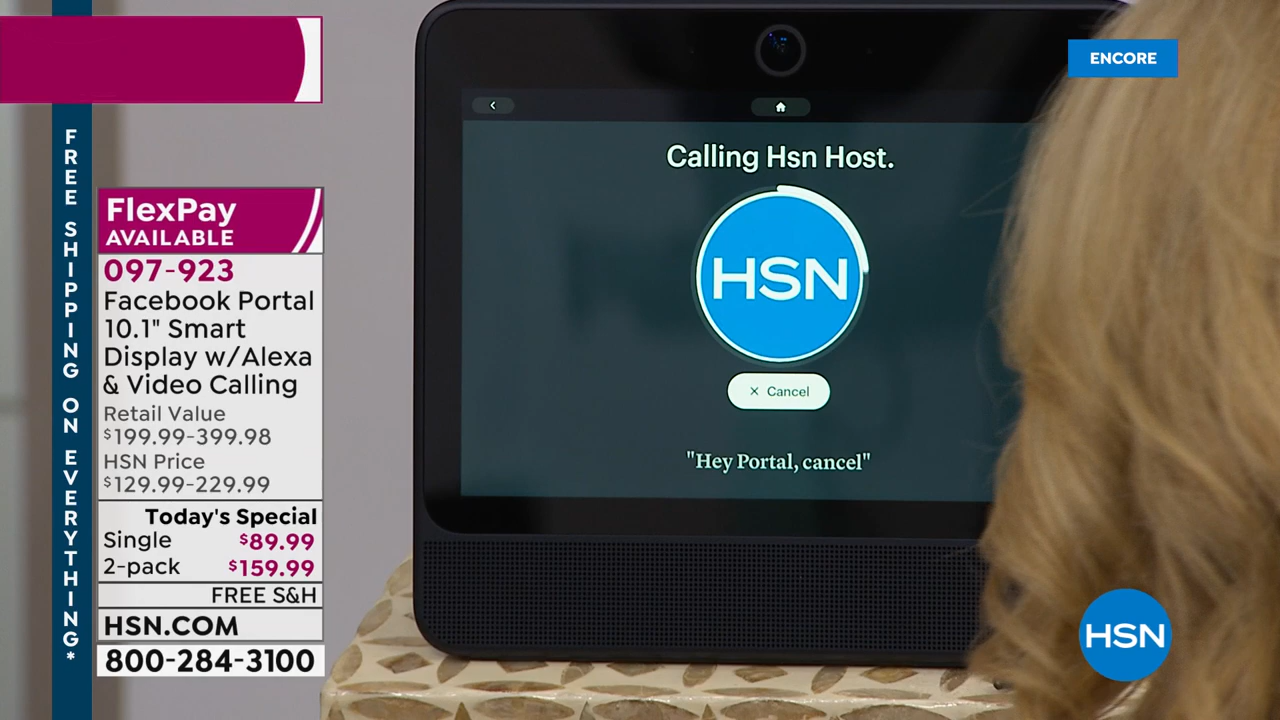 FREE SHIPPING ON EVERYTHING*
FlexPay
AVAILABLE
097-923
Facebook Portal
10.1" Smart
Display w/Alexa
& Video Calling
Retail Value
$199.99-399.98
HSN Price
$129.99-229.99
Today's Special
Single $89.99
2-pack $159.99
FREE S&H
HSN.COM
800-284-3100
Calling Hsn Host.
HSN
× Cancel
"Hey Portal, cancel"
ENCORE
HSN